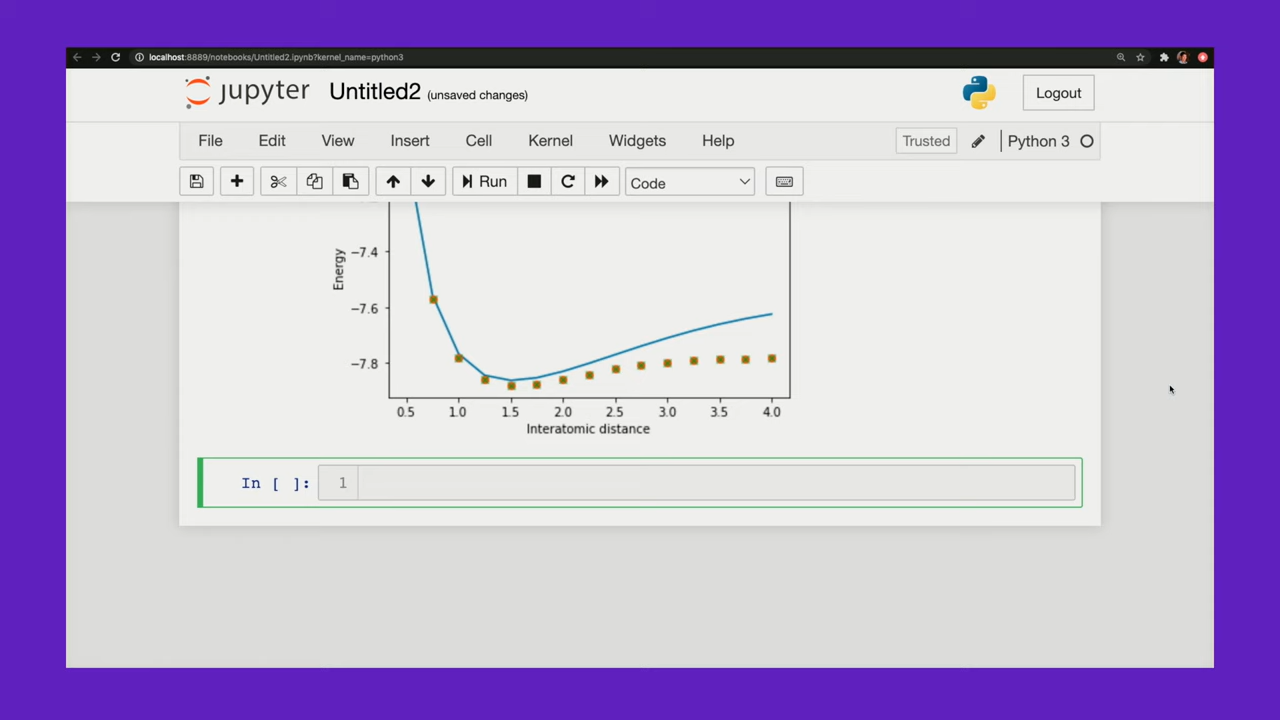 localhost:8889/notebooks/Untitled2.ipynb?kernel_name=python3
jupyter Untitled2 (unsaved changes)
Logout
File Edit View Insert Cell Kernel Widgets Help
Trusted
Python 3
Run
Code
Energy
−7.4
−7.6
−7.8
0.5 1.0 1.5 2.0 2.5 3.0 3.5 4.0
Interatomic distance
In [ ]: 1